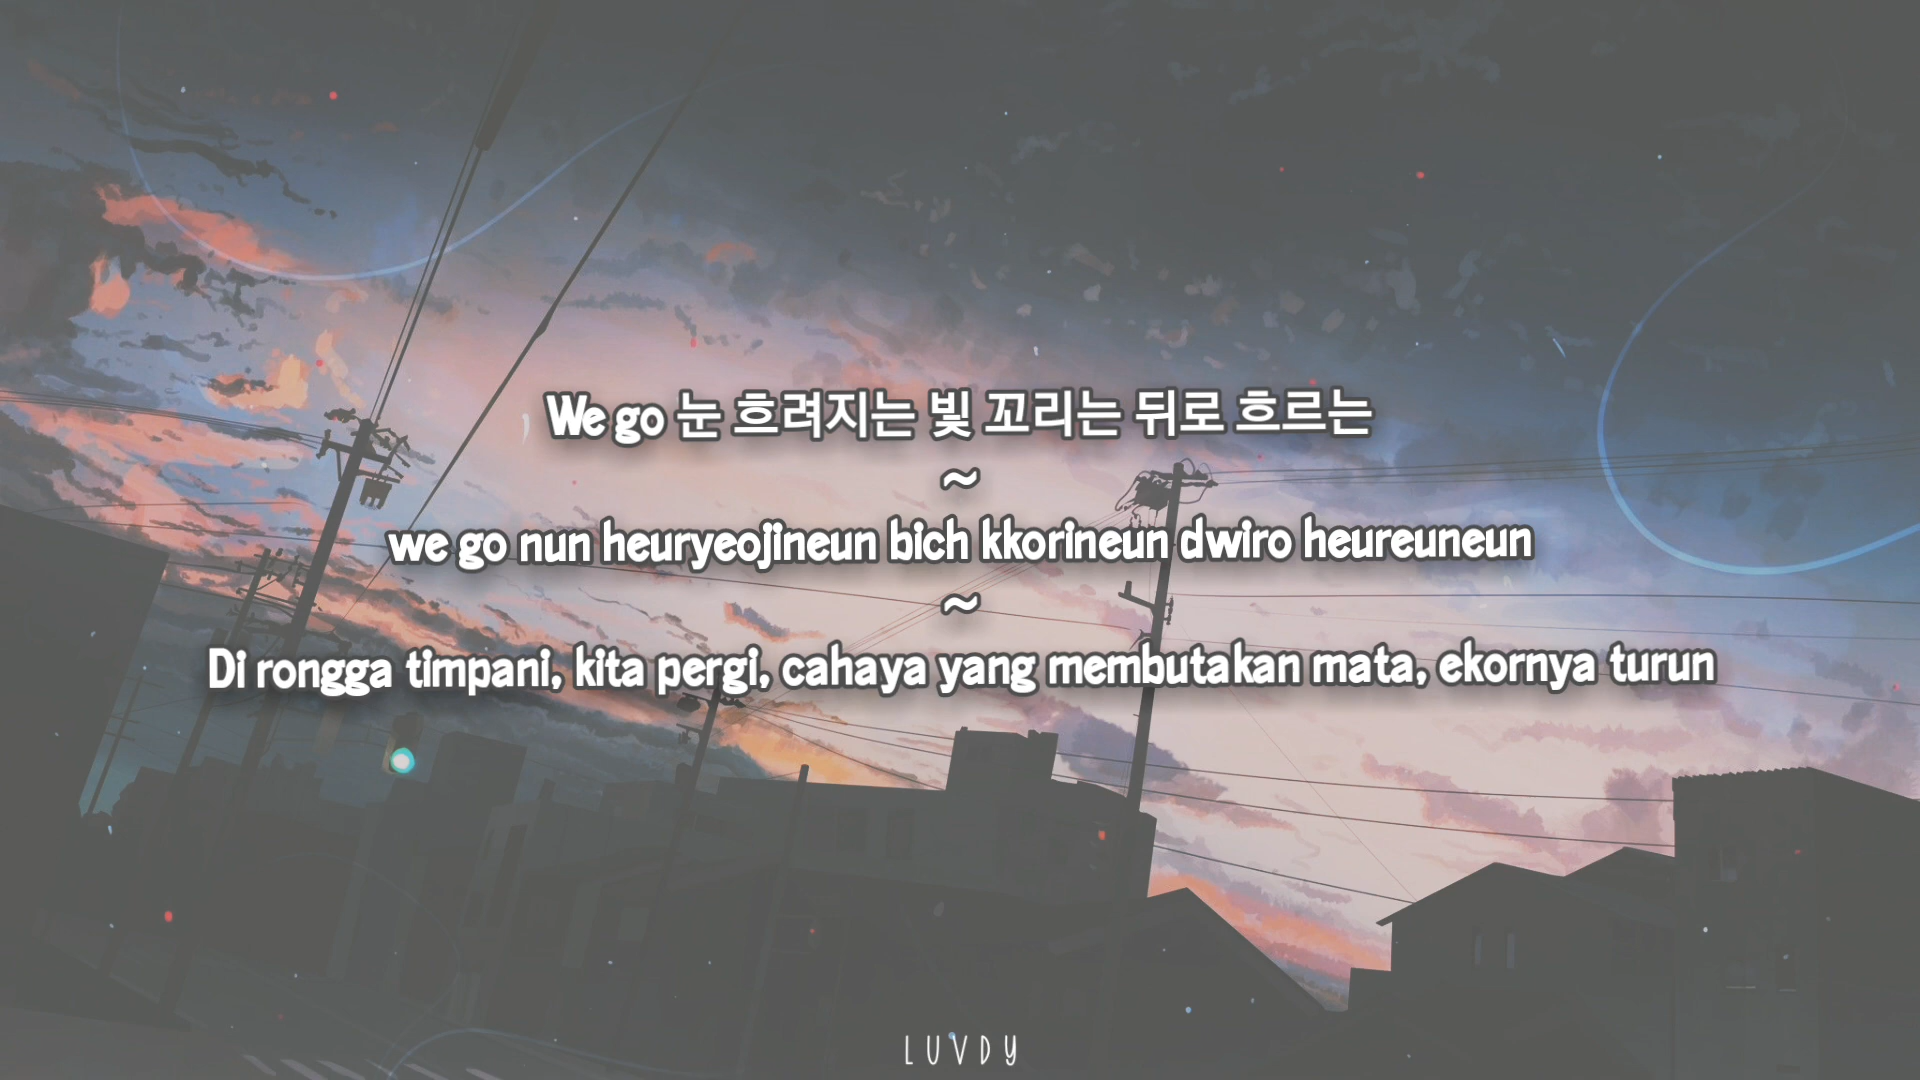 We go 눈 흐려지는 빛 꼬리는 뒤로 흐르는
~
we go nun heuryeojineun bich kkorineun dwiro heureuneun
~
Di rongga timpani, kita pergi, cahaya yang membutakan mata, ekornya turun
LUVDY